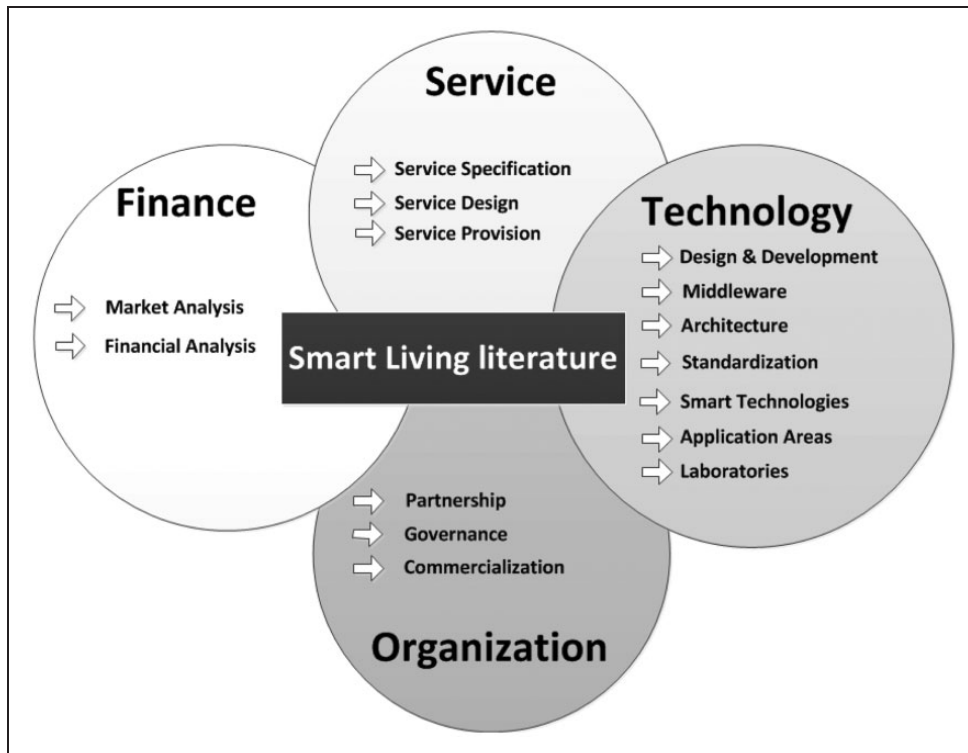 Service
Service Specification
Service Design
Service Provision
Finance
Market Analysis
Financial Analysis
Technology
Design & Development
Middleware
Architecture
Standardization
Smart Technologies
Application Areas
Laboratories
Smart Living literature
Partnership
Governance
Commercialization
Organization